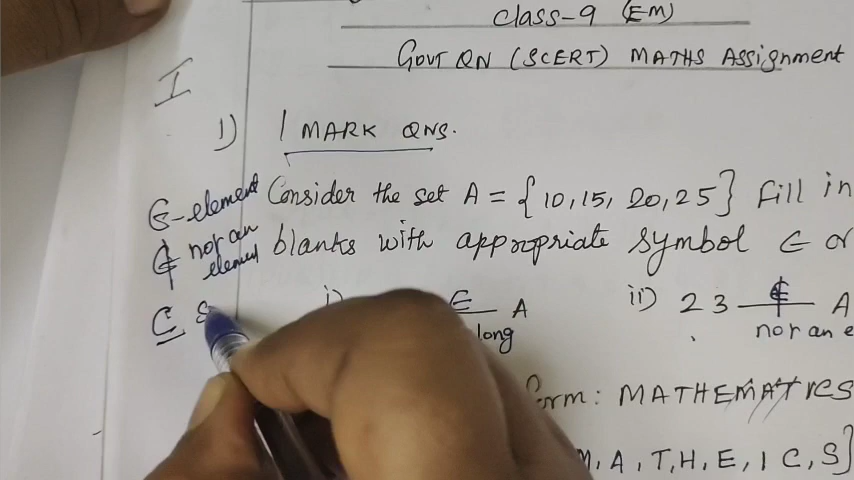 Class-9 (EM)
GOVT QN (SCERT) MATHS Assignment
I
1) 1 MARK QNS.
∈-element
∉ not an element
⊆ S
Consider the set A = {10, 15, 20, 25} Fill in
blanks with appropriate symbol ∈ or
i) ∈ A
long
ii) 23 ∉ A
not an e
form: MATHEMATICS
M, A, T, H, E, I C, S}